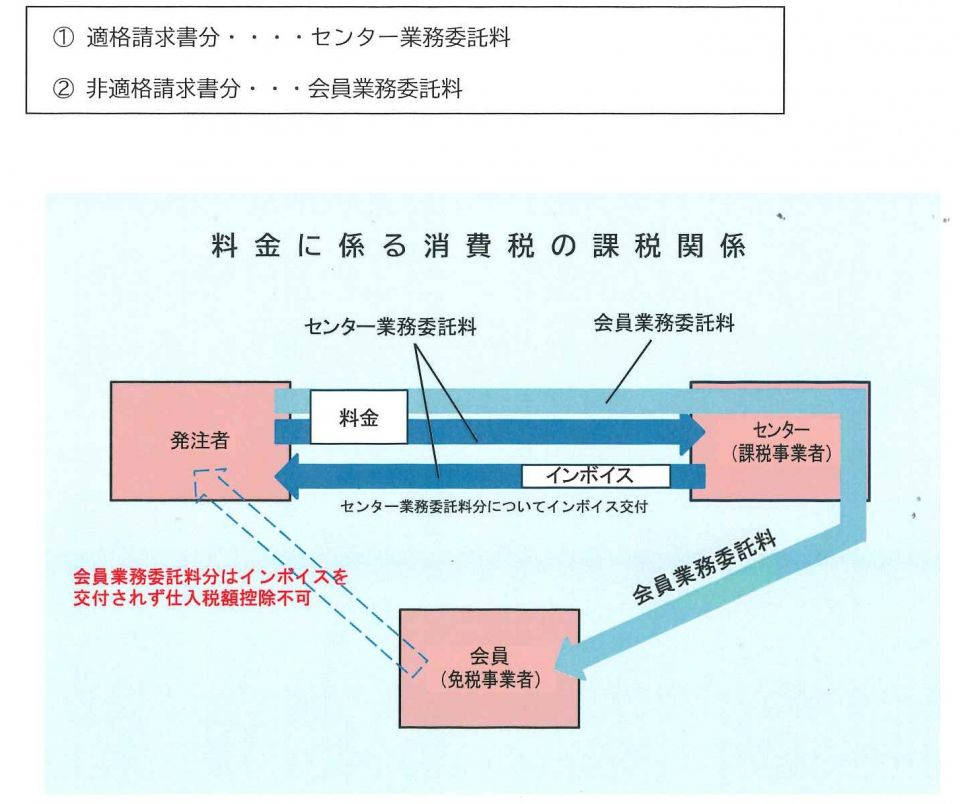 ① 適格請求書分・・・・センター業務委託料
② 非適格請求書分・・・会員業務委託料
料金に係る消費税の課税関係
センター業務委託料
会員業務委託料
発注者
料金
センター
(課税事業者)
インボイス
センター業務委託料分についてインボイス交付
会員業務委託料
会員業務委託料分はインボイスを
交付されず仕入税額控除不可
会員
(免税事業者)